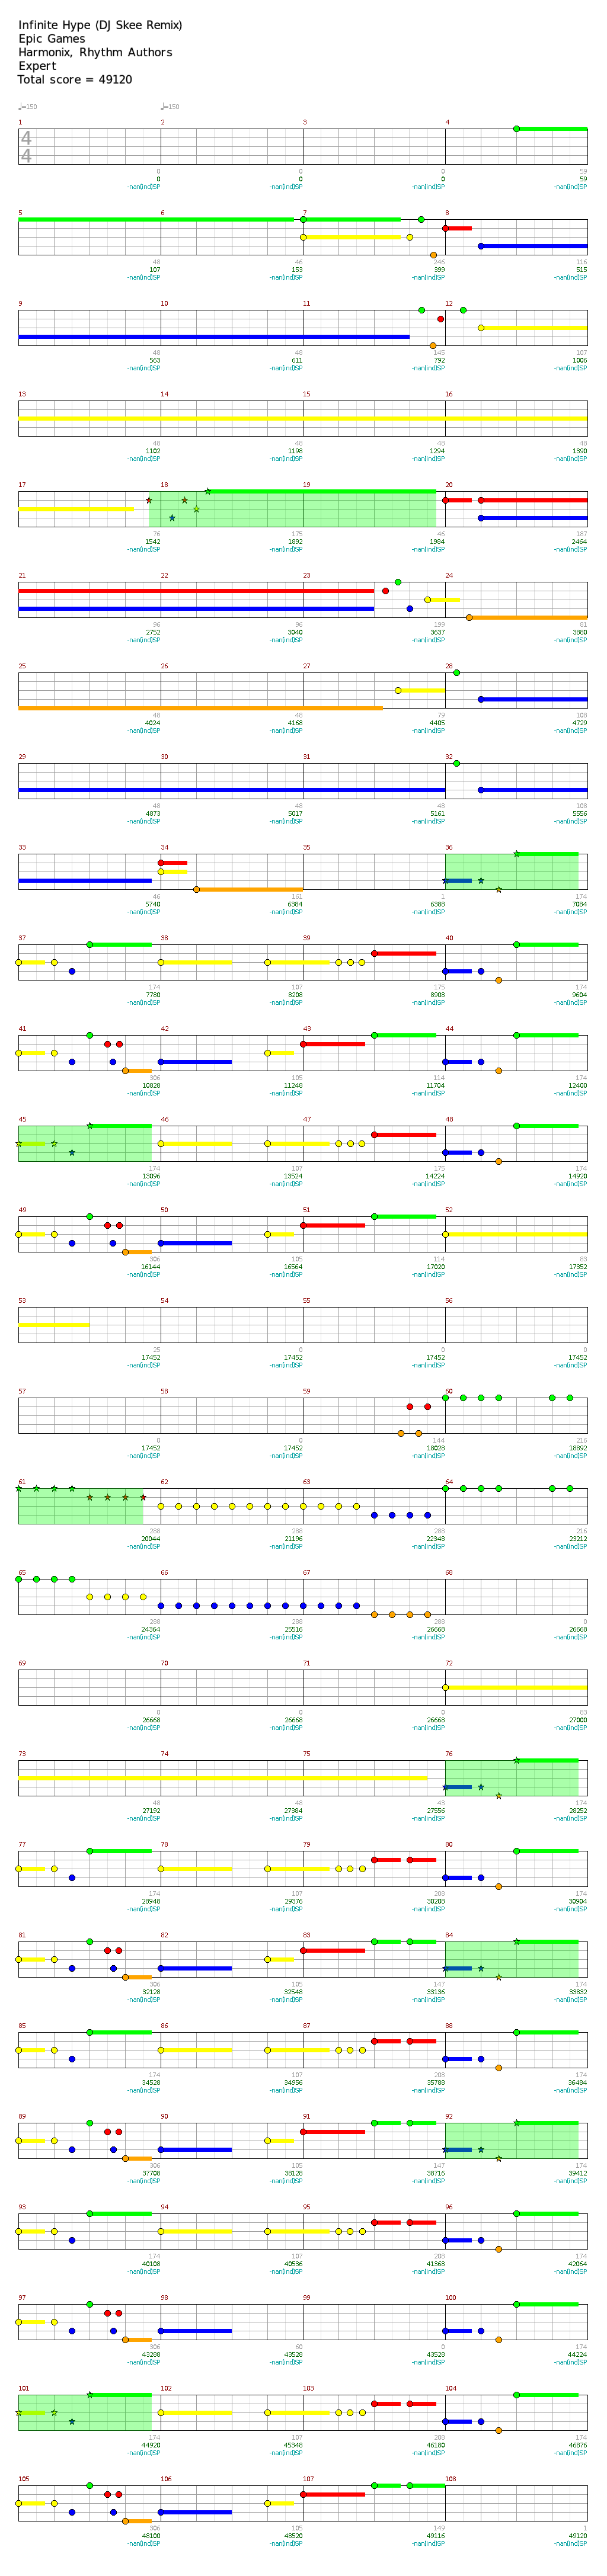 Infinite Hype (DJ Skee Remix)
Epic Games
Harmonix, Rhythm Authors
Expert
Total score = 49120
♩=150 ♩=150
1 2 3 4
4
4
0 0 0 59
0 0 0 59
-nan(ind)SP -nan(ind)SP -nan(ind)SP -nan(ind)SP
5 6 7 8
48 46 246 116
107 153 399 515
-nan(ind)SP -nan(ind)SP -nan(ind)SP -nan(ind)SP
9 10 11 12
48 48 145 107
563 611 792 1006
-nan(ind)SP -nan(ind)SP -nan(ind)SP -nan(ind)SP
13 14 15 16
48 48 48 48
1102 1198 1294 1390
-nan(ind)SP -nan(ind)SP -nan(ind)SP -nan(ind)SP
17 18 19 20
76 175 46 187
1542 1892 1984 2464
-nan(ind)SP -nan(ind)SP -nan(ind)SP -nan(ind)SP
21 22 23 24
96 96 199 81
2752 3040 3637 3880
-nan(ind)SP -nan(ind)SP -nan(ind)SP -nan(ind)SP
25 26 27 28
48 48 79 108
4024 4168 4405 4729
-nan(ind)SP -nan(ind)SP -nan(ind)SP -nan(ind)SP
29 30 31 32
48 48 48 108
4873 5017 5161 5556
-nan(ind)SP -nan(ind)SP -nan(ind)SP -nan(ind)SP
33 34 35 36
46 161 1 174
5740 6384 6388 7084
-nan(ind)SP -nan(ind)SP -nan(ind)SP -nan(ind)SP
37 38 39 40
174 107 175 174
7780 8208 8908 9604
-nan(ind)SP -nan(ind)SP -nan(ind)SP -nan(ind)SP
41 42 43 44
306 105 114 174
10828 11248 11704 12400
-nan(ind)SP -nan(ind)SP -nan(ind)SP -nan(ind)SP
45 46 47 48
174 107 175 174
13096 13524 14224 14920
-nan(ind)SP -nan(ind)SP -nan(ind)SP -nan(ind)SP
49 50 51 52
306 105 114 83
16144 16564 17020 17352
-nan(ind)SP -nan(ind)SP -nan(ind)SP -nan(ind)SP
53 54 55 56
25 0 0 0
17452 17452 17452 17452
-nan(ind)SP -nan(ind)SP -nan(ind)SP -nan(ind)SP
57 58 59 60
0 0 144 216
17452 17452 18028 18892
-nan(ind)SP -nan(ind)SP -nan(ind)SP -nan(ind)SP
61 62 63 64
288 288 288 216
20044 21196 22348 23212
-nan(ind)SP -nan(ind)SP -nan(ind)SP -nan(ind)SP
65 66 67 68
288 288 288 0
24364 25516 26668 26668
-nan(ind)SP -nan(ind)SP -nan(ind)SP -nan(ind)SP
69 70 71 72
0 0 0 83
26668 26668 26668 27000
-nan(ind)SP -nan(ind)SP -nan(ind)SP -nan(ind)SP
73 74 75 76
48 48 43 174
27192 27384 27556 28252
-nan(ind)SP -nan(ind)SP -nan(ind)SP -nan(ind)SP
77 78 79 80
174 107 208 174
28948 29376 30208 30904
-nan(ind)SP -nan(ind)SP -nan(ind)SP -nan(ind)SP
81 82 83 84
306 105 147 174
32128 32548 33136 33832
-nan(ind)SP -nan(ind)SP -nan(ind)SP -nan(ind)SP
85 86 87 88
174 107 208 174
34528 34956 35788 36484
-nan(ind)SP -nan(ind)SP -nan(ind)SP -nan(ind)SP
89 90 91 92
306 105 147 174
37708 38128 38716 39412
-nan(ind)SP -nan(ind)SP -nan(ind)SP -nan(ind)SP
93 94 95 96
174 107 208 174
40108 40536 41368 42064
-nan(ind)SP -nan(ind)SP -nan(ind)SP -nan(ind)SP
97 98 99 100
306 60 0 174
43288 43528 43528 44224
-nan(ind)SP -nan(ind)SP -nan(ind)SP -nan(ind)SP
101 102 103 104
174 107 208 174
44920 45348 46180 46876
-nan(ind)SP -nan(ind)SP -nan(ind)SP -nan(ind)SP
105 106 107 108
306 105 149 1
48100 48520 49116 49120
-nan(ind)SP -nan(ind)SP -nan(ind)SP -nan(ind)SP